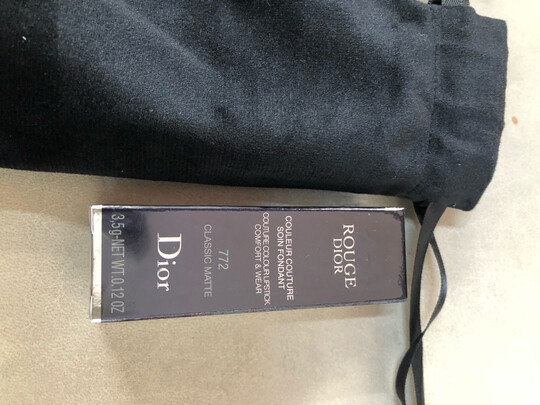 ROUGE
DIOR
COULEUR COUTURE
SOIN FONDANT
COUTURE COLOUR LIPSTICK
COMFORT & WEAR
772
CLASSIC MATTE
Dior
3,5g-NET WT.0.12 OZ